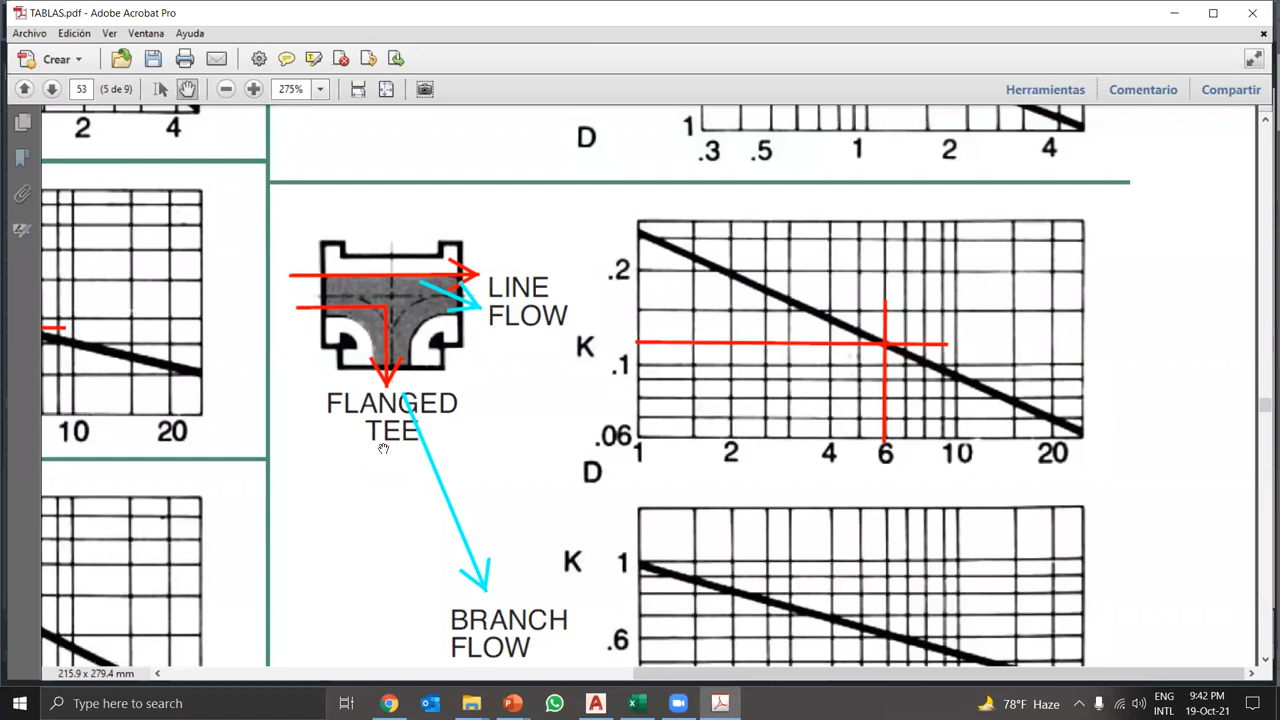 TABLAS.pdf - Adobe Acrobat Pro
Archivo Edición Ver Ventana Ayuda
Crear
53 (5 de 9) 275% Herramientas Comentario Compartir
2 4
10 20
D
1
.3 .5 1 2 4
LINE
FLOW
FLANGED
TEE
K
.2
.1
.06
1 2 4 6 10 20
D
BRANCH
FLOW
K
1
.6
215.9 x 279.4 mm
Type here to search
78°F Haze
ENG
INTL
9:42 PM
19-Oct-21